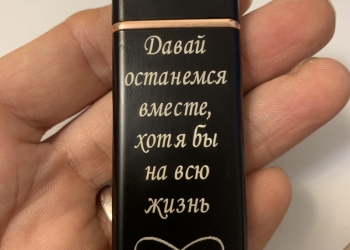 Давай
останемся
вместе,
хотя бы
на всю
жизнь